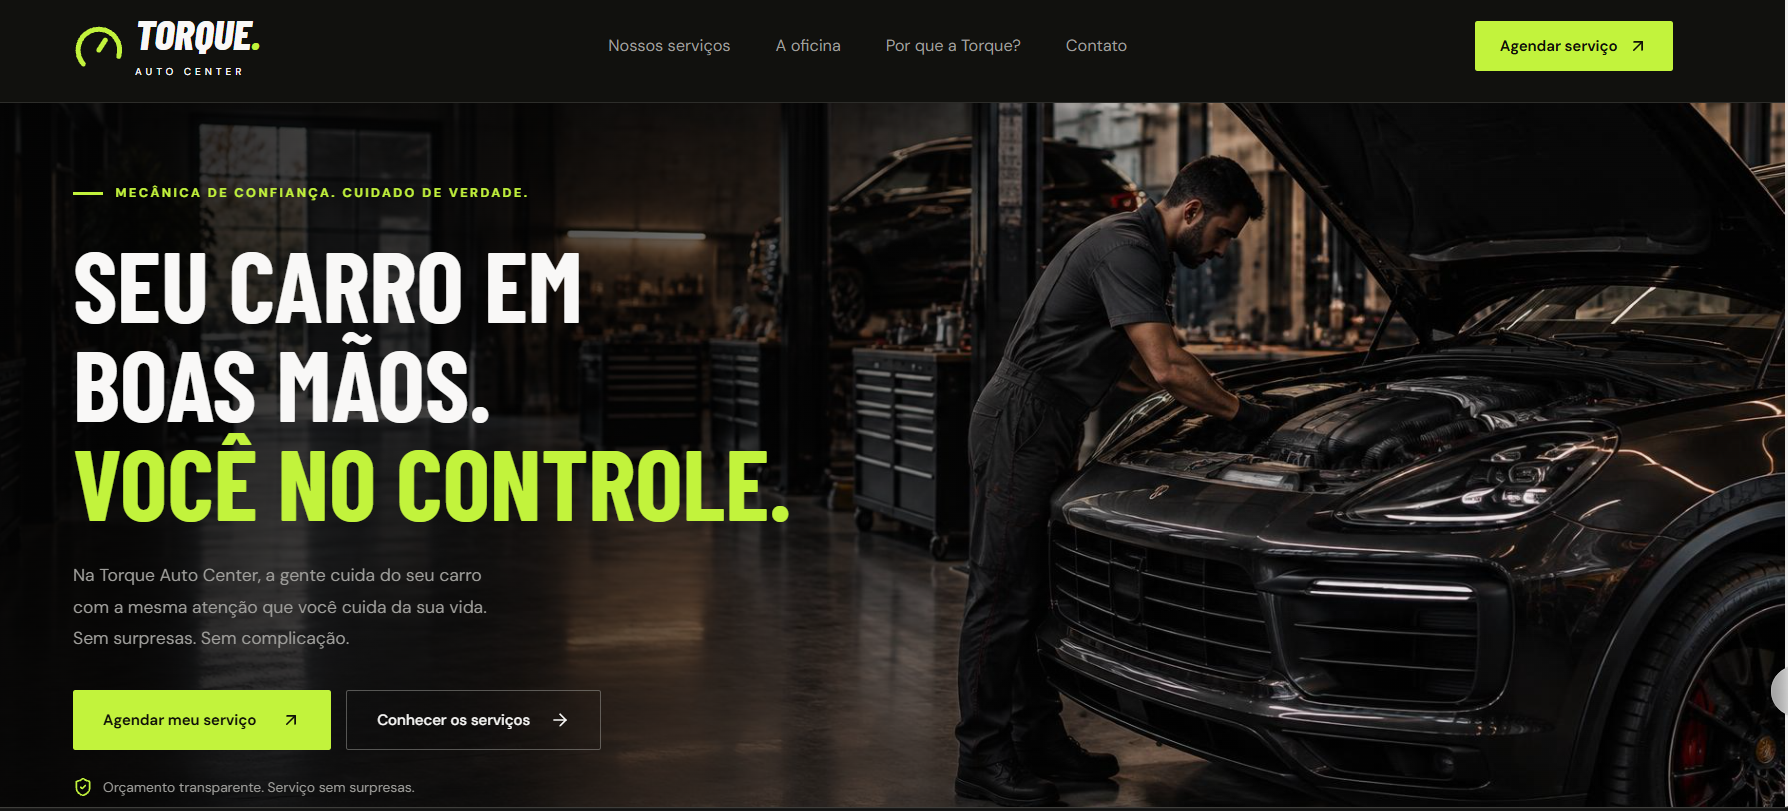 TORQUE.
AUTO CENTER
Nossos serviços
A oficina
Por que a Torque?
Contato
Agendar serviço
MECÂNICA DE CONFIANÇA. CUIDADO DE VERDADE.
SEU CARRO EM
BOAS MÃOS.
VOCÊ NO CONTROLE.
Na Torque Auto Center, a gente cuida do seu carro
com a mesma atenção que você cuida da sua vida.
Sem surpresas. Sem complicação.
Agendar meu serviço
Conhecer os serviços
Orçamento transparente. Serviço sem surpresas.